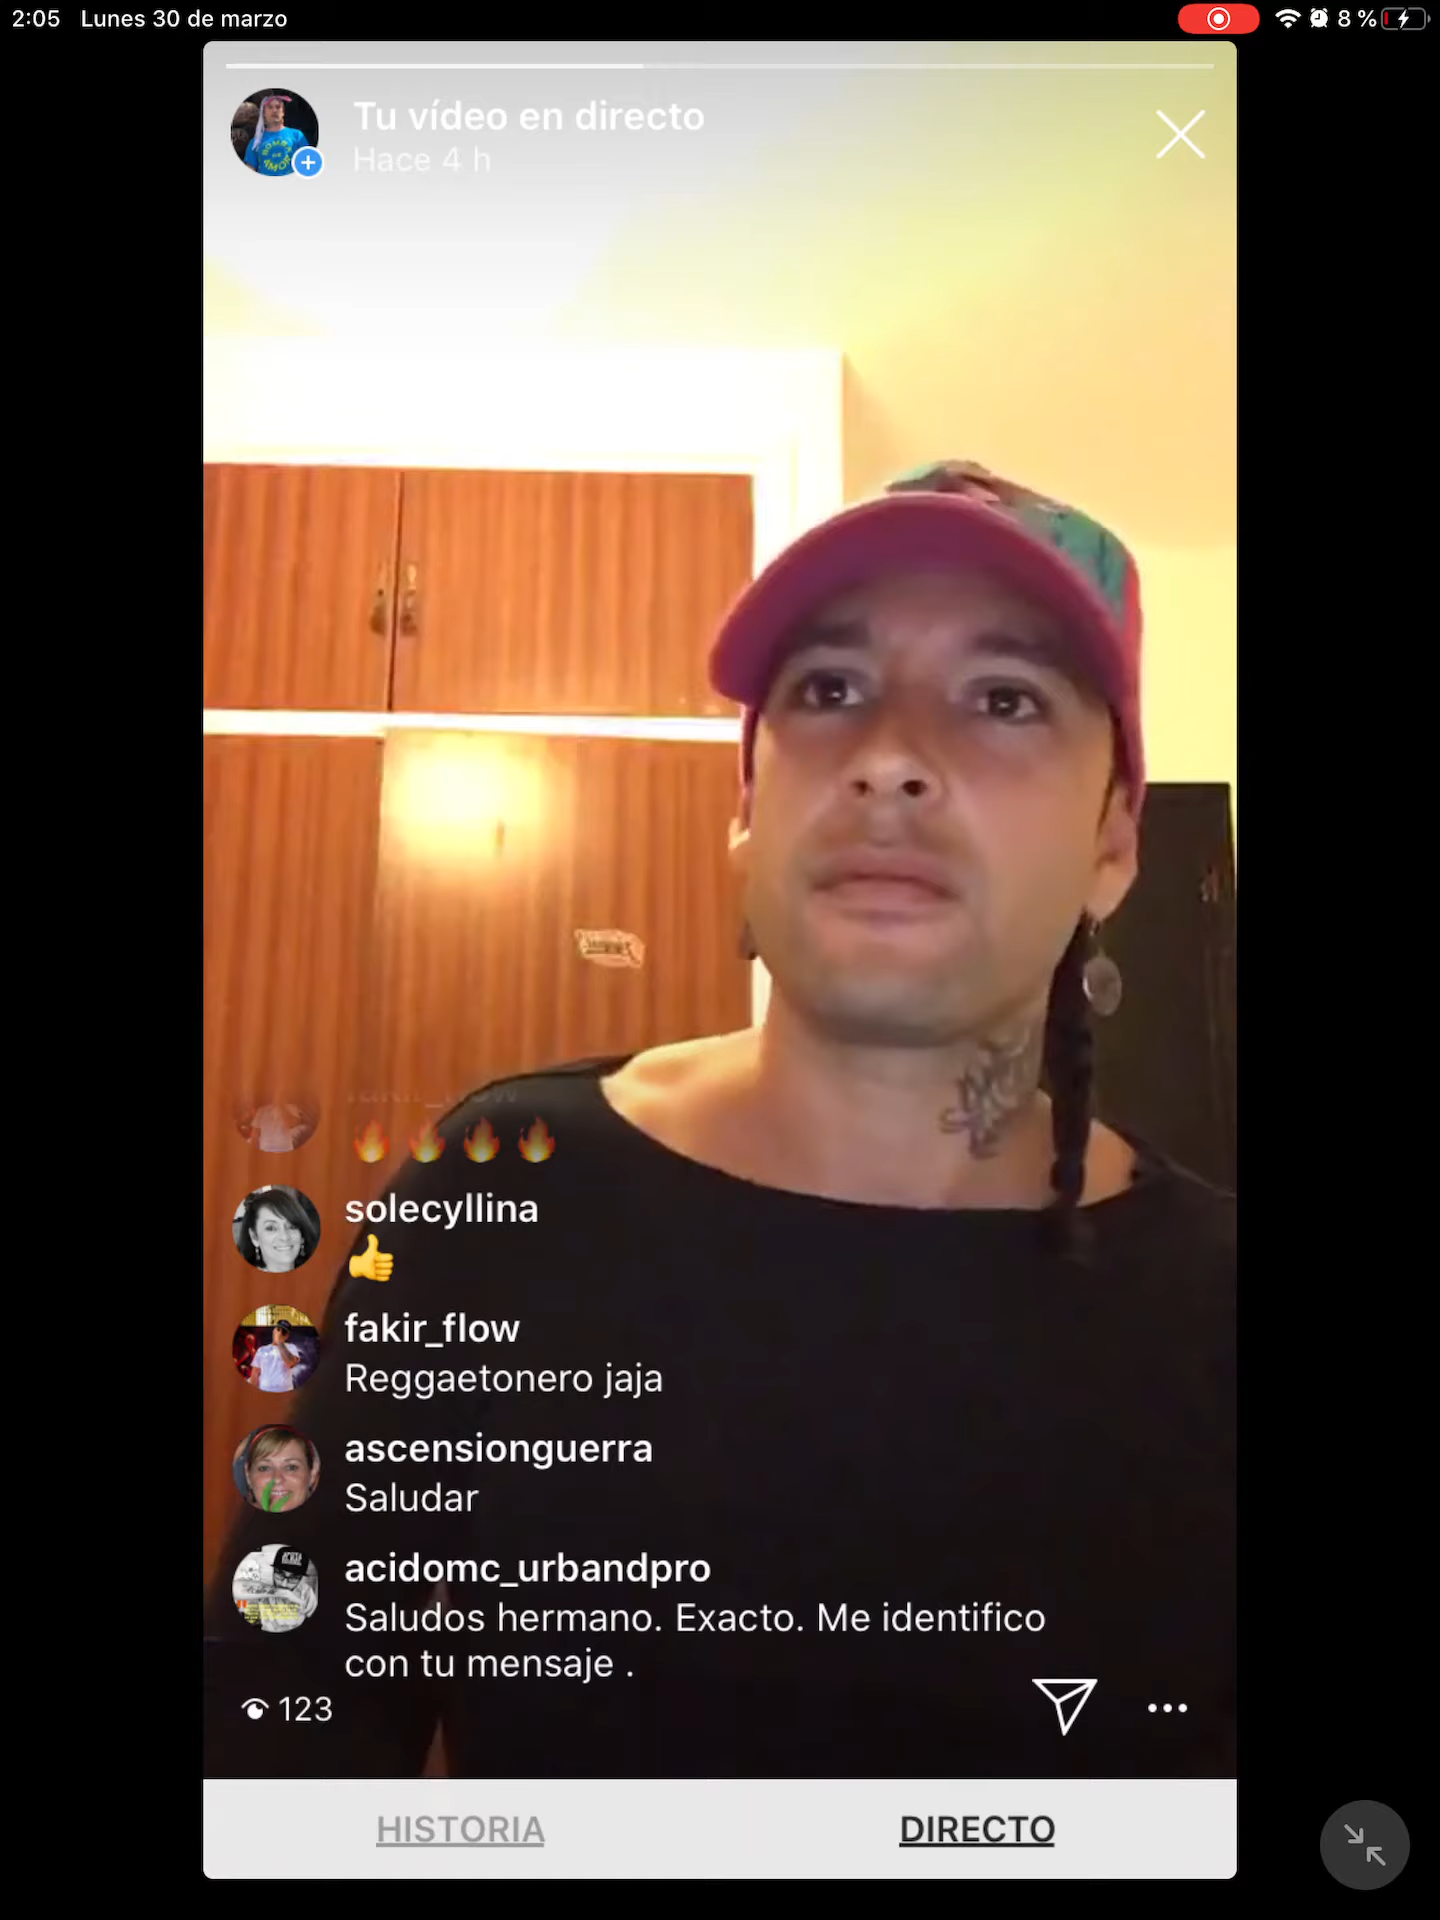 2:05 Lunes 30 de marzo
8 %
Tu vídeo en directo
Hace 4 h
fakir_flow
🔥🔥🔥🔥
solecyllina
👍
fakir_flow
Reggaetonero jaja
ascensionguerra
Saludar
acidomc_urbandpro
Saludos hermano. Exacto. Me identifico
con tu mensaje .
123
HISTORIA
DIRECTO